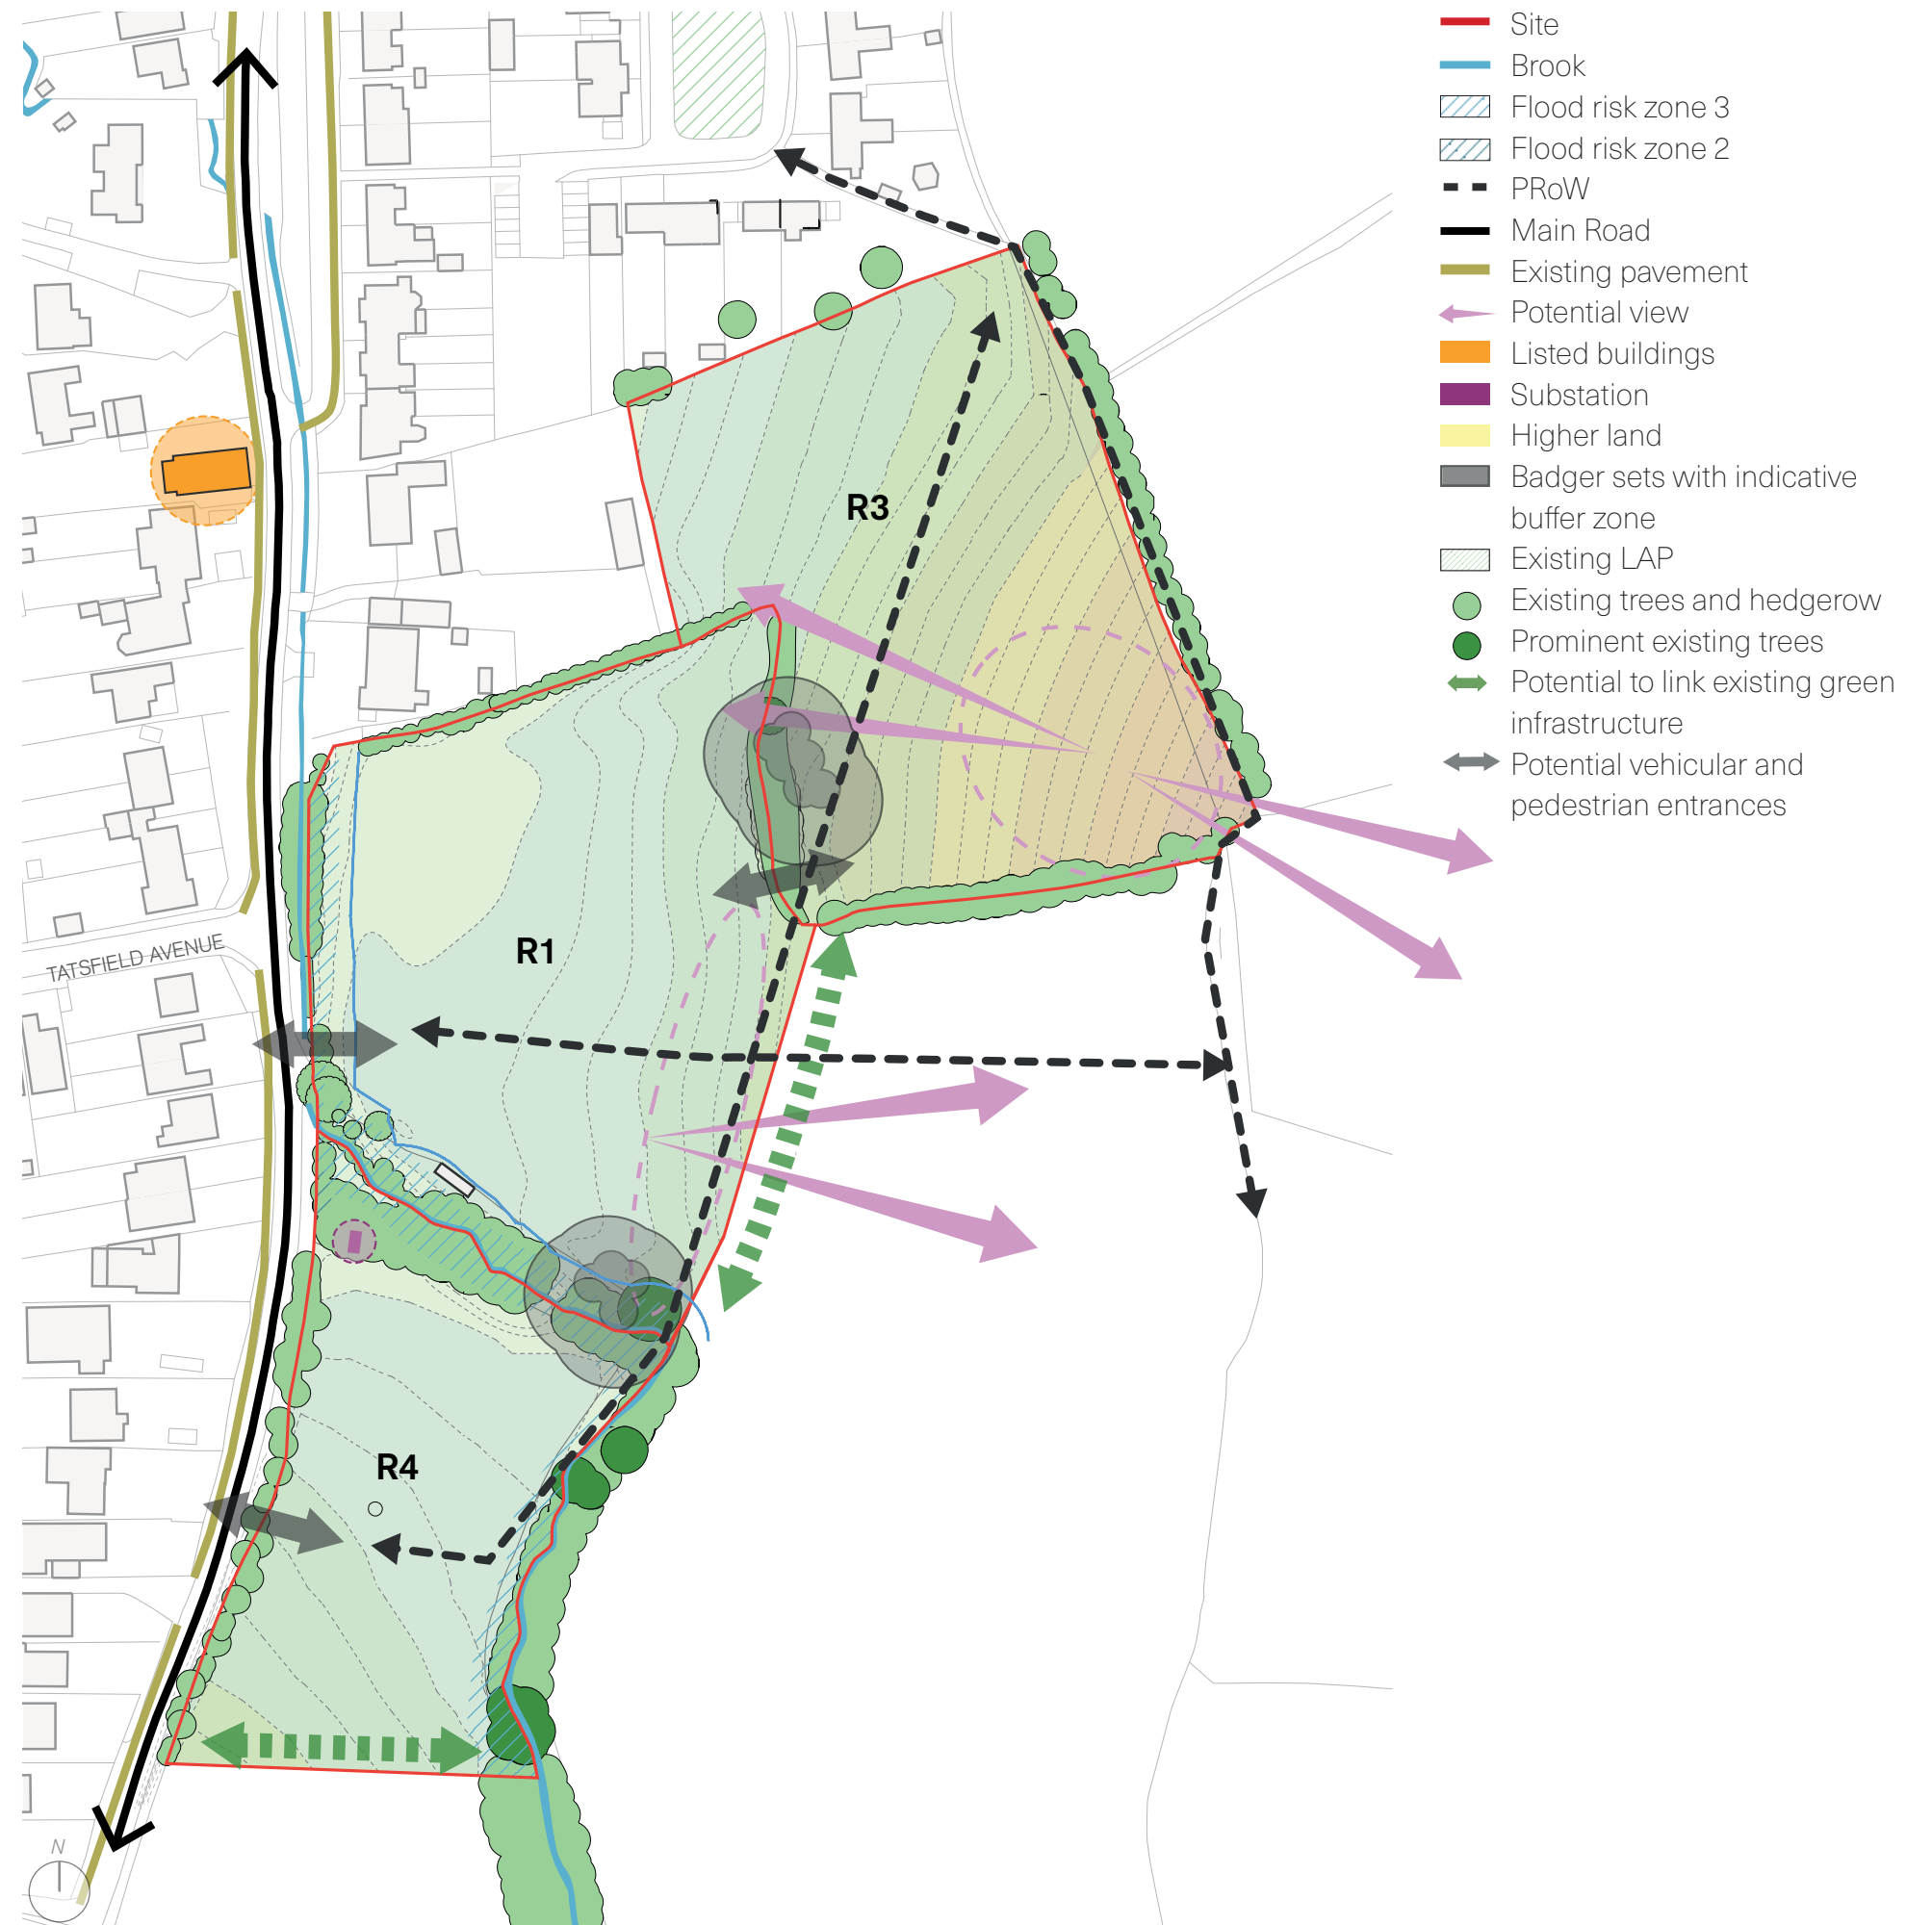 Site
Brook
Flood risk zone 3
Flood risk zone 2
PRoW
Main Road
Existing pavement
Potential view
Listed buildings
Substation
Higher land
Badger sets with indicative
buffer zone
Existing LAP
Existing trees and hedgerow
Prominent existing trees
Potential to link existing green
infrastructure
Potential vehicular and
pedestrian entrances
R3
R1
TATSFIELD AVENUE
R4
N